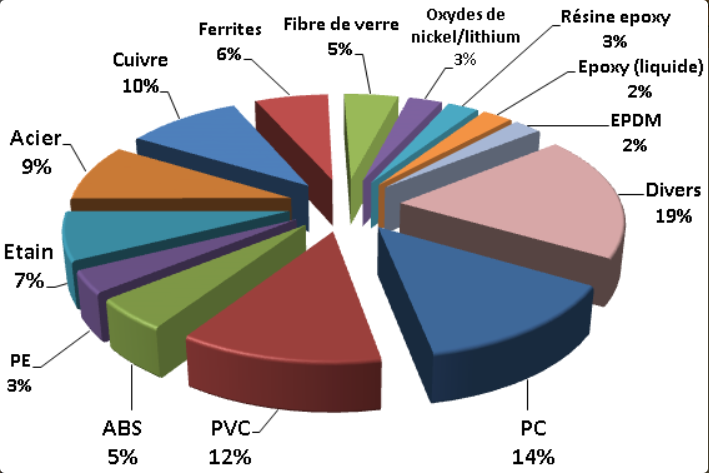 Oxydes de
nickel/lithium
3%
Résine epoxy
3%
Epoxy (liquide)
2%
EPDM
2%
Divers
19%
PC
14%
PVC
12%
ABS
5%
PE
3%
Etain
7%
Acier
9%
Cuivre
10%
Ferrites
6%
Fibre de verre
5%